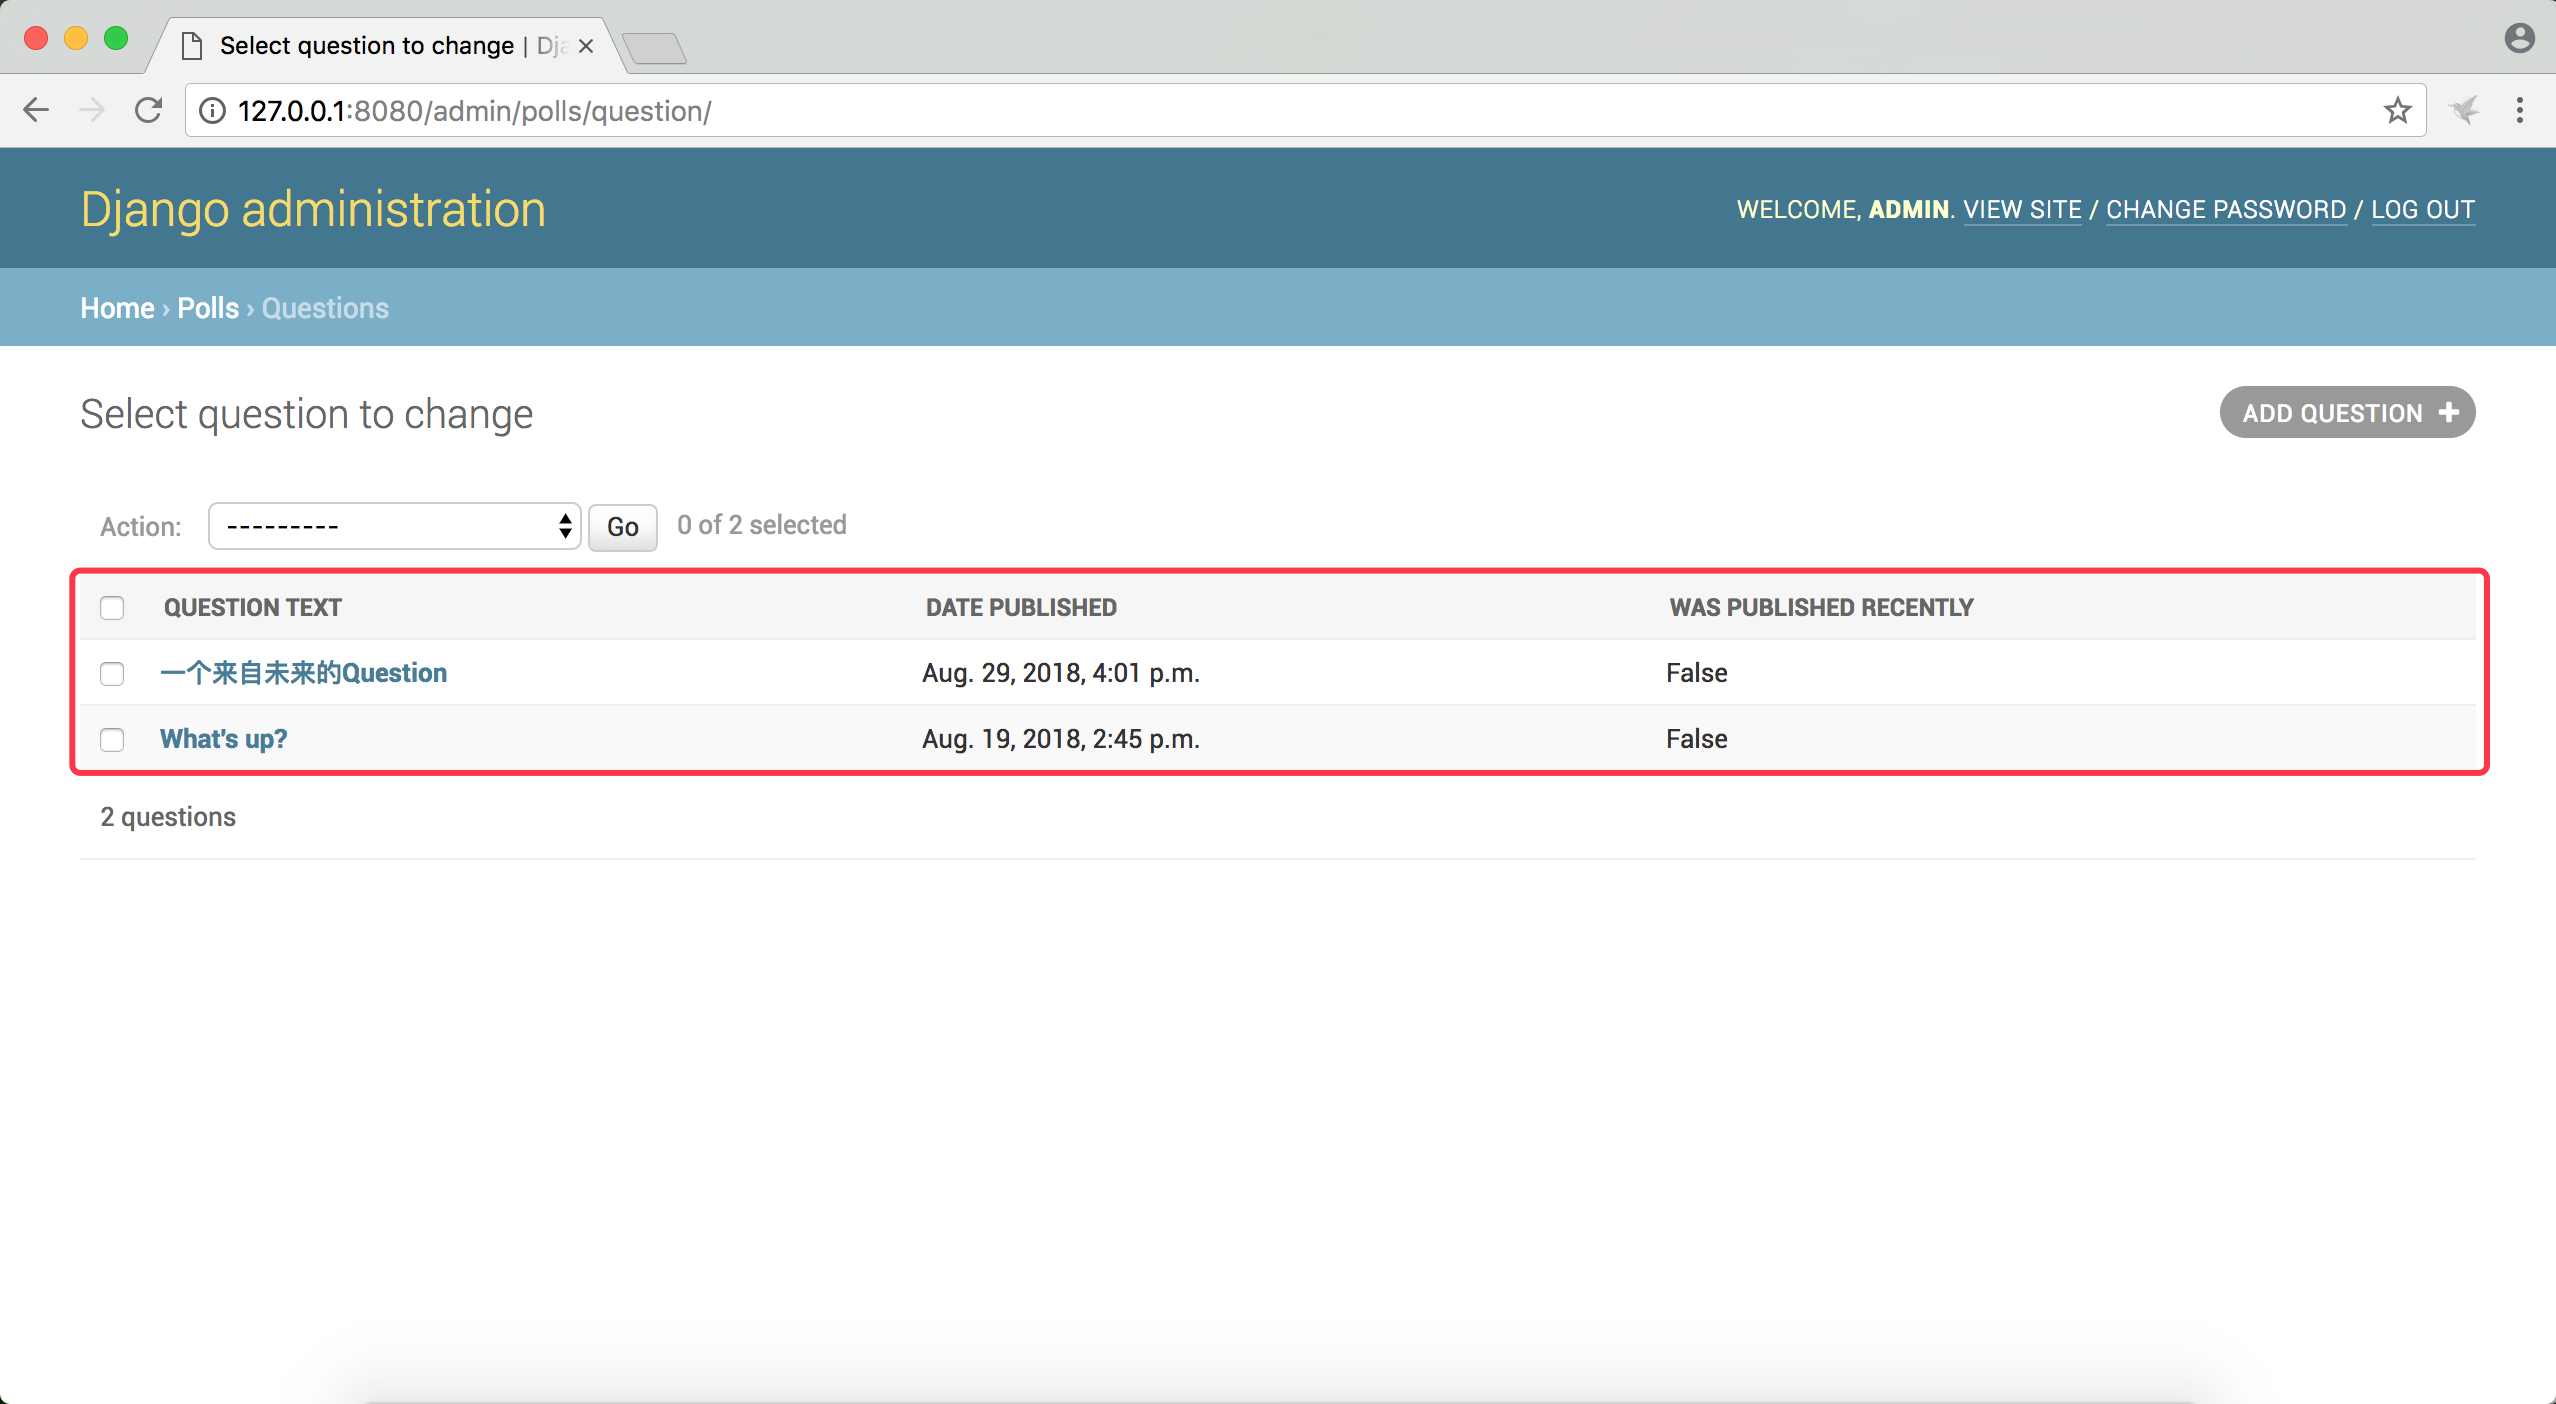 Select question to change | Dja
127.0.0.1:8080/admin/polls/question/
Django administration
WELCOME, ADMIN. VIEW SITE / CHANGE PASSWORD / LOG OUT
Home › Polls › Questions
Select question to change
ADD QUESTION +
Action: --------- Go 0 of 2 selected
QUESTION TEXT DATE PUBLISHED WAS PUBLISHED RECENTLY
一个来自未来的Question Aug. 29, 2018, 4:01 p.m. False
What's up? Aug. 19, 2018, 2:45 p.m. False
2 questions